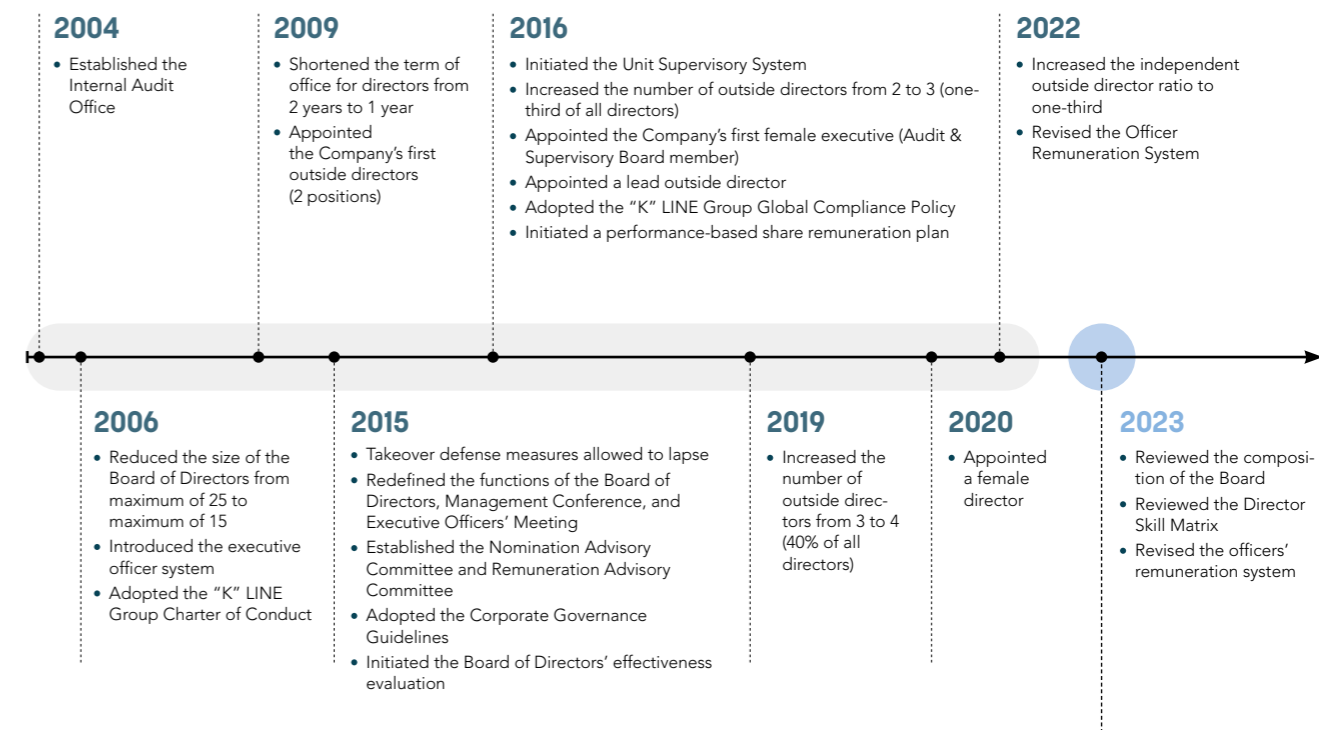 2004
• Established the
Internal Audit
Office
2009
• Shortened the term of
office for directors from
2 years to 1 year
• Appointed
the Company's first
outside directors
(2 positions)
2016
• Initiated the Unit Supervisory System
• Increased the number of outside directors from 2 to 3 (one-
third of all directors)
• Appointed the Company's first female executive (Audit &
Supervisory Board member)
• Appointed a lead outside director
• Adopted the “K” LINE Group Global Compliance Policy
• Initiated a performance-based share remuneration plan
2022
• Increased the independent
outside director ratio to
one-third
• Revised the Officer
Remuneration System
2006
• Reduced the size of the
Board of Directors from
maximum of 25 to
maximum of 15
• Introduced the executive
officer system
• Adopted the “K” LINE
Group Charter of Conduct
2015
• Takeover defense measures allowed to lapse
• Redefined the functions of the Board of
Directors, Management Conference, and
Executive Officers' Meeting
• Established the Nomination Advisory
Committee and Remuneration Advisory
Committee
• Adopted the Corporate Governance
Guidelines
• Initiated the Board of Directors' effectiveness
evaluation
2019
• Increased the
number of
outside direc-
tors from 3 to 4
(40% of all
directors)
2020
• Appointed
a female
director
2023
• Reviewed the composi-
tion of the Board
• Reviewed the Director
Skill Matrix
• Revised the officers'
remuneration system